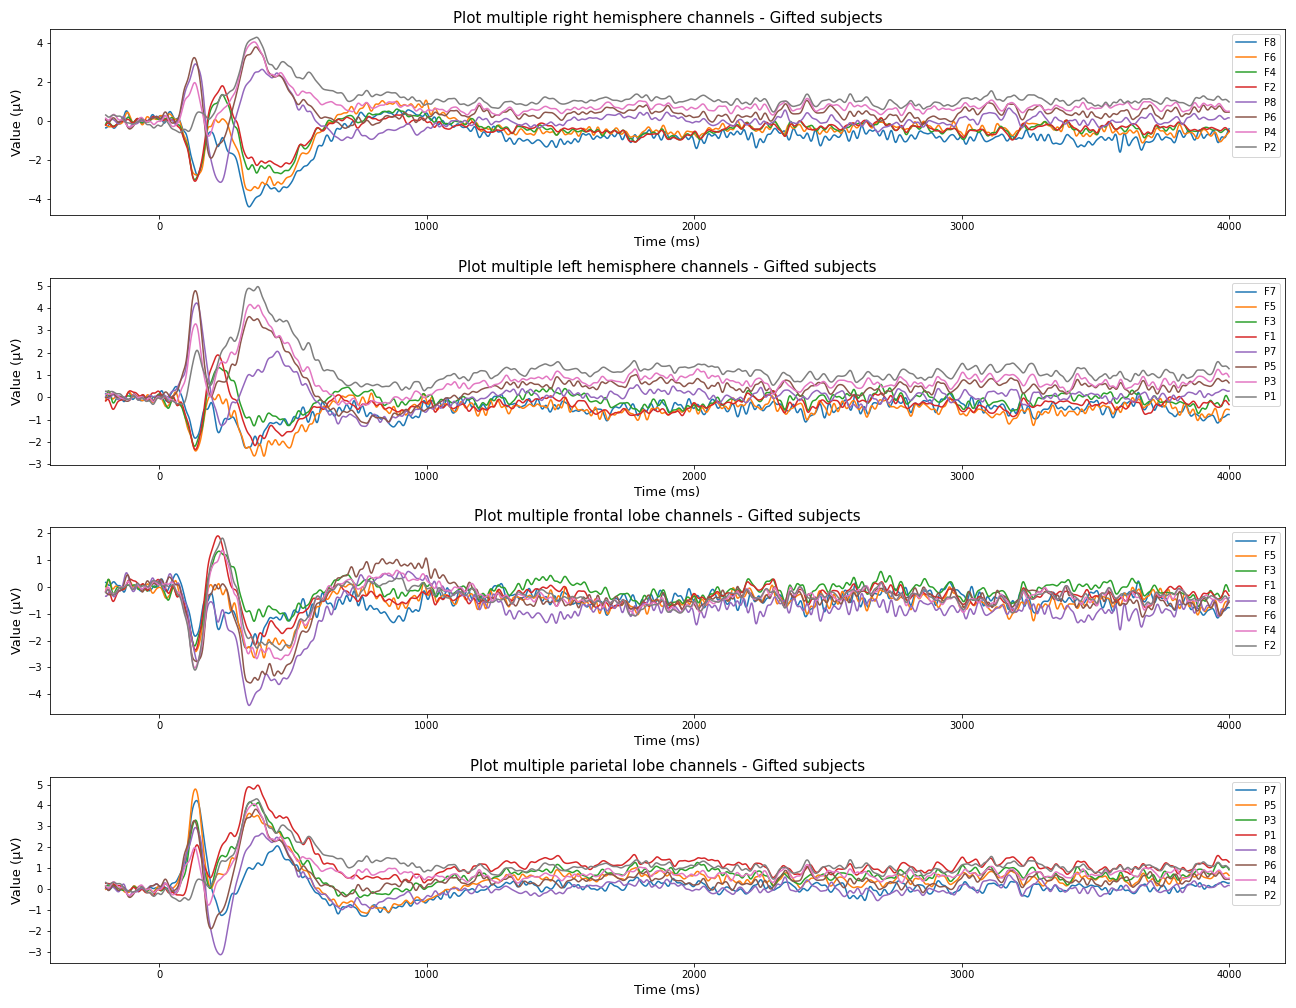 Plot multiple right hemisphere channels - Gifted subjects
Value (µV)
4
2
0
−2
−4
F8
F6
F4
F2
P8
P6
P4
P2
0 1000 2000 3000 4000
Time (ms)
Plot multiple left hemisphere channels - Gifted subjects
Value (µV)
5
4
3
2
1
0
−1
−2
−3
F7
F5
F3
F1
P7
P5
P3
P1
0 1000 2000 3000 4000
Time (ms)
Plot multiple frontal lobe channels - Gifted subjects
Value (µV)
2
1
0
−1
−2
−3
−4
F7
F5
F3
F1
F8
F6
F4
F2
0 1000 2000 3000 4000
Time (ms)
Plot multiple parietal lobe channels - Gifted subjects
Value (µV)
5
4
3
2
1
0
−1
−2
−3
P7
P5
P3
P1
P8
P6
P4
P2
0 1000 2000 3000 4000
Time (ms)